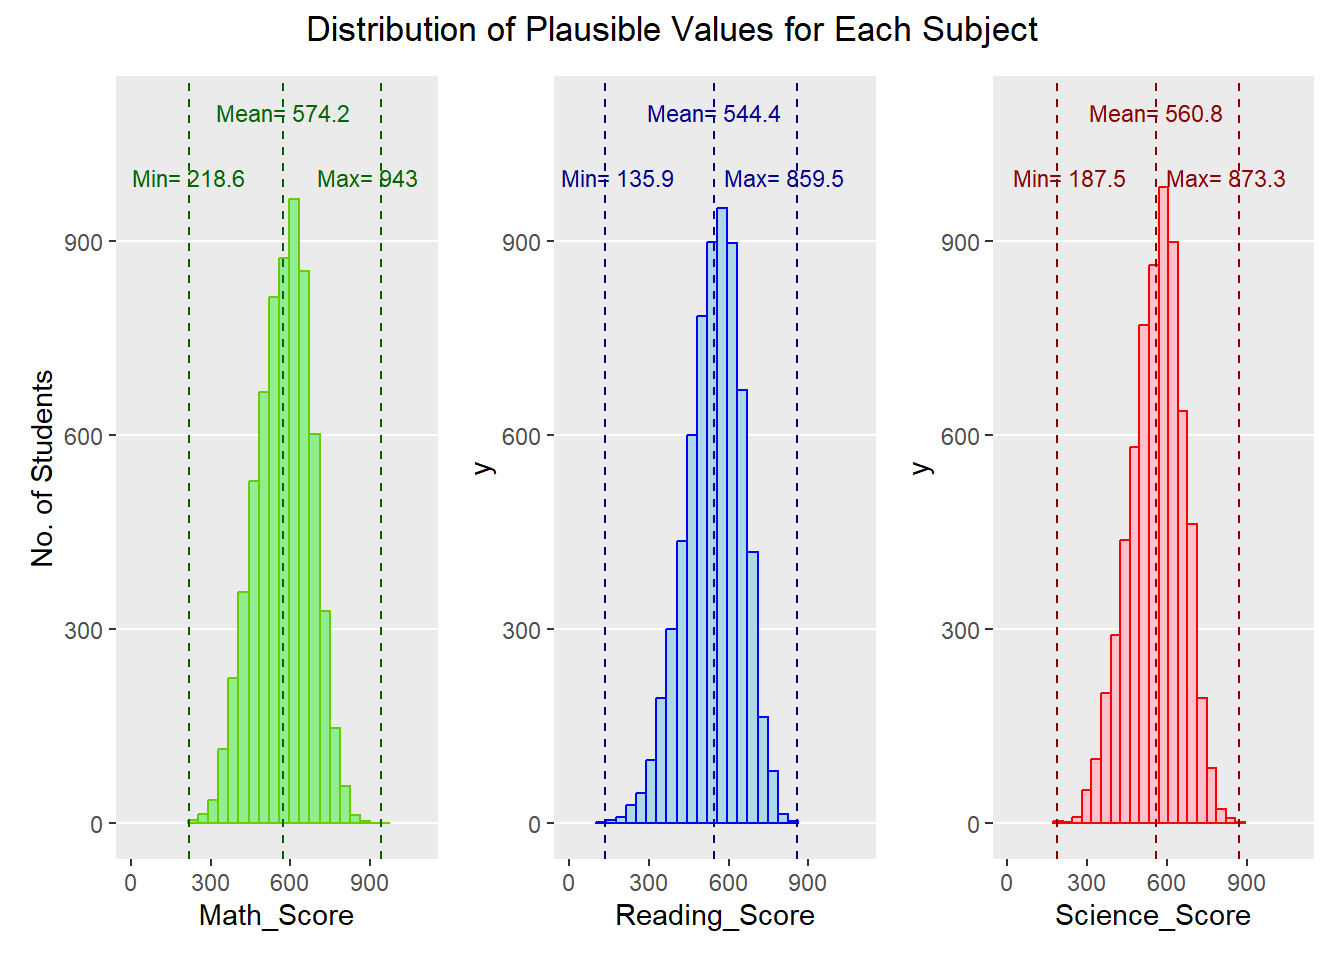 Distribution of Plausible Values for Each Subject
Mean= 574.2
Min= 218.6
Max= 943
900
600
300
0
No. of Students
0 300 600 900
Math_Score
Mean= 544.4
Min= 135.9
Max= 859.5
900
600
300
0
y
0 300 600 900
Reading_Score
Mean= 560.8
Min= 187.5
Max= 873.3
900
600
300
0
y
0 300 600 900
Science_Score